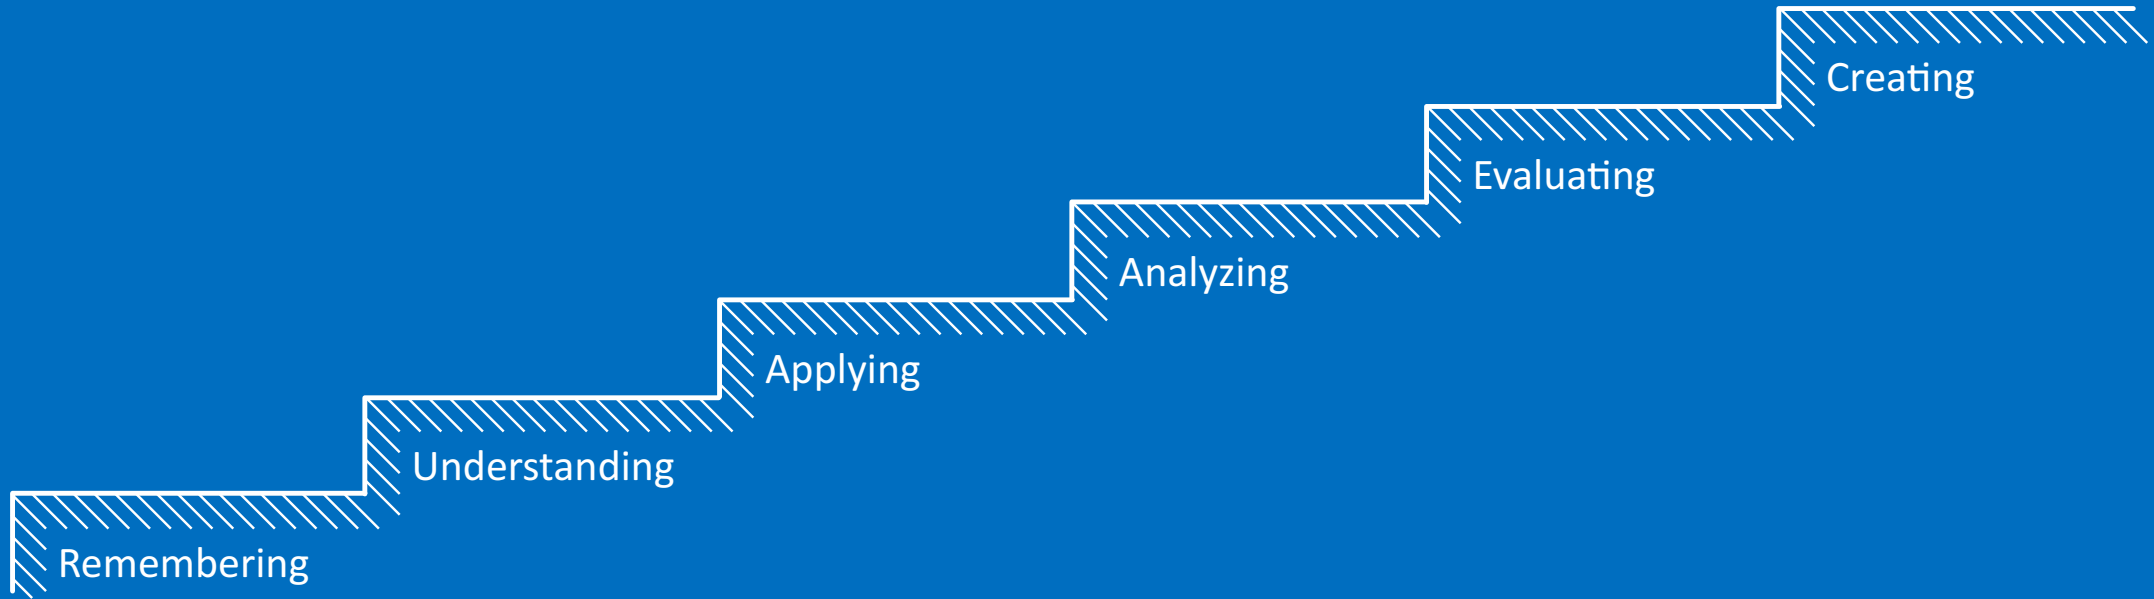 Creating
Evaluating
Analyzing
Applying
Understanding
Remembering